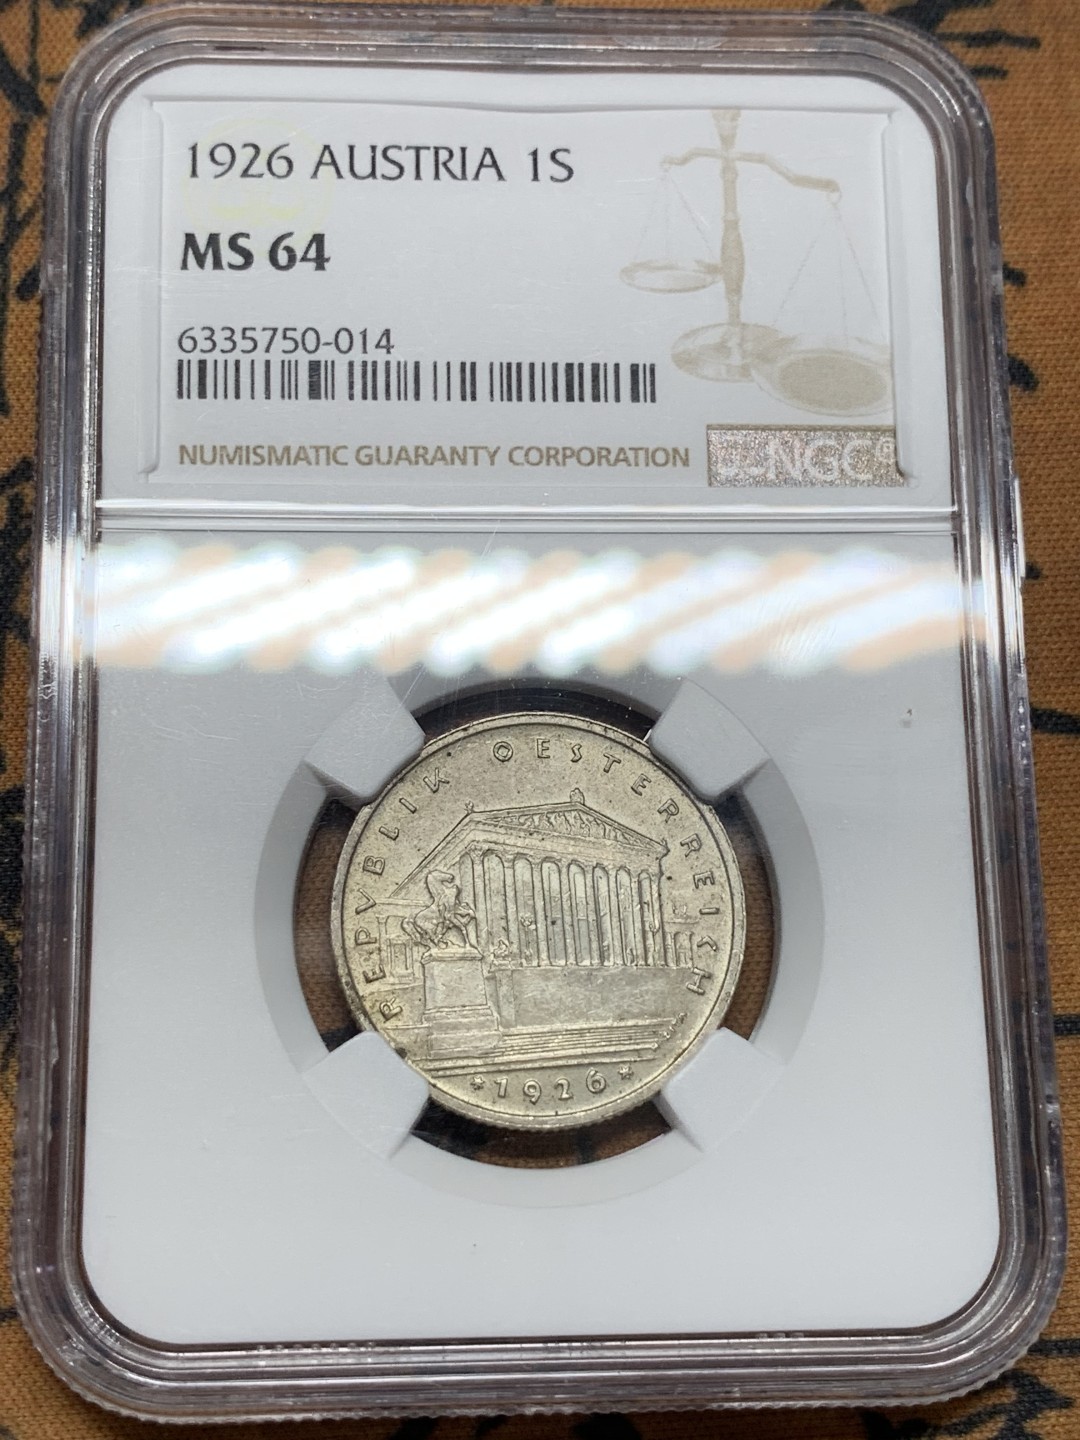 1926 AUSTRIA 1S
MS 64
6335750-014
NUMISMATIC GUARANTY CORPORATION
NGC®
REPVBLIK OESTERREICH
*1926*